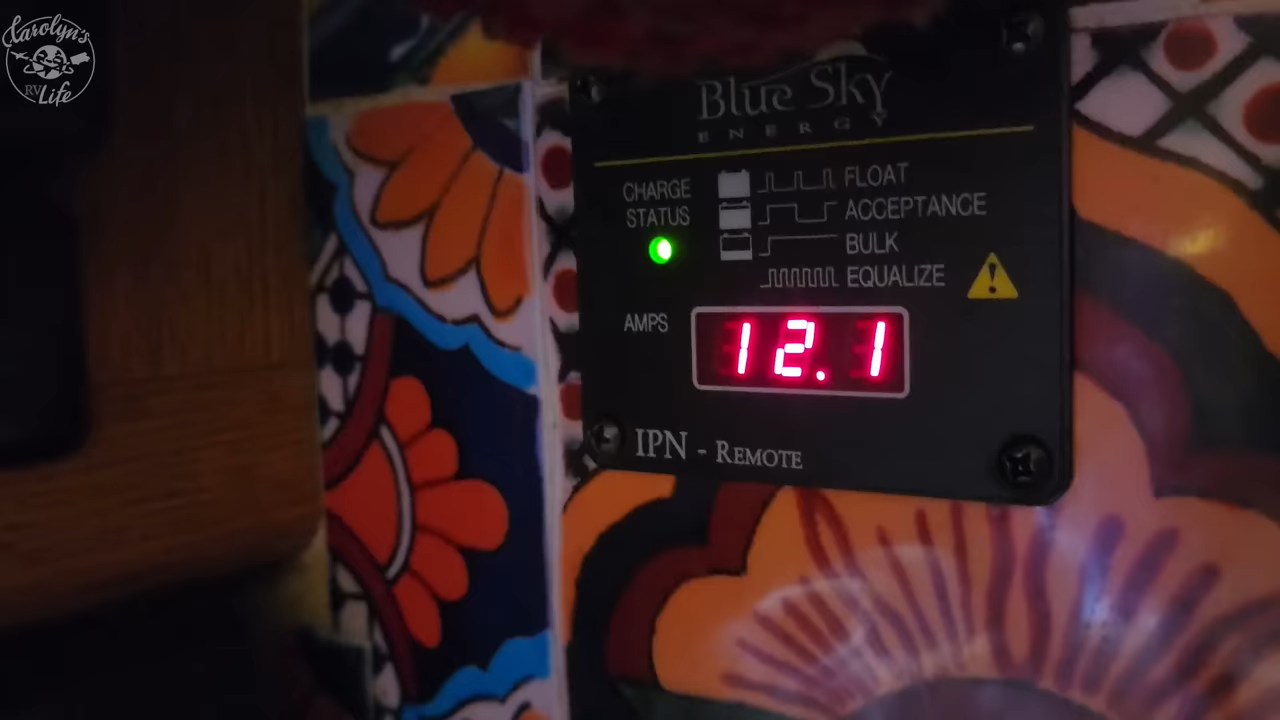 Karolyn's
RV Life
Blue Sky
ENERGY
CHARGE
STATUS
FLOAT
ACCEPTANCE
BULK
EQUALIZE
AMPS
12.1
IPN - REMOTE